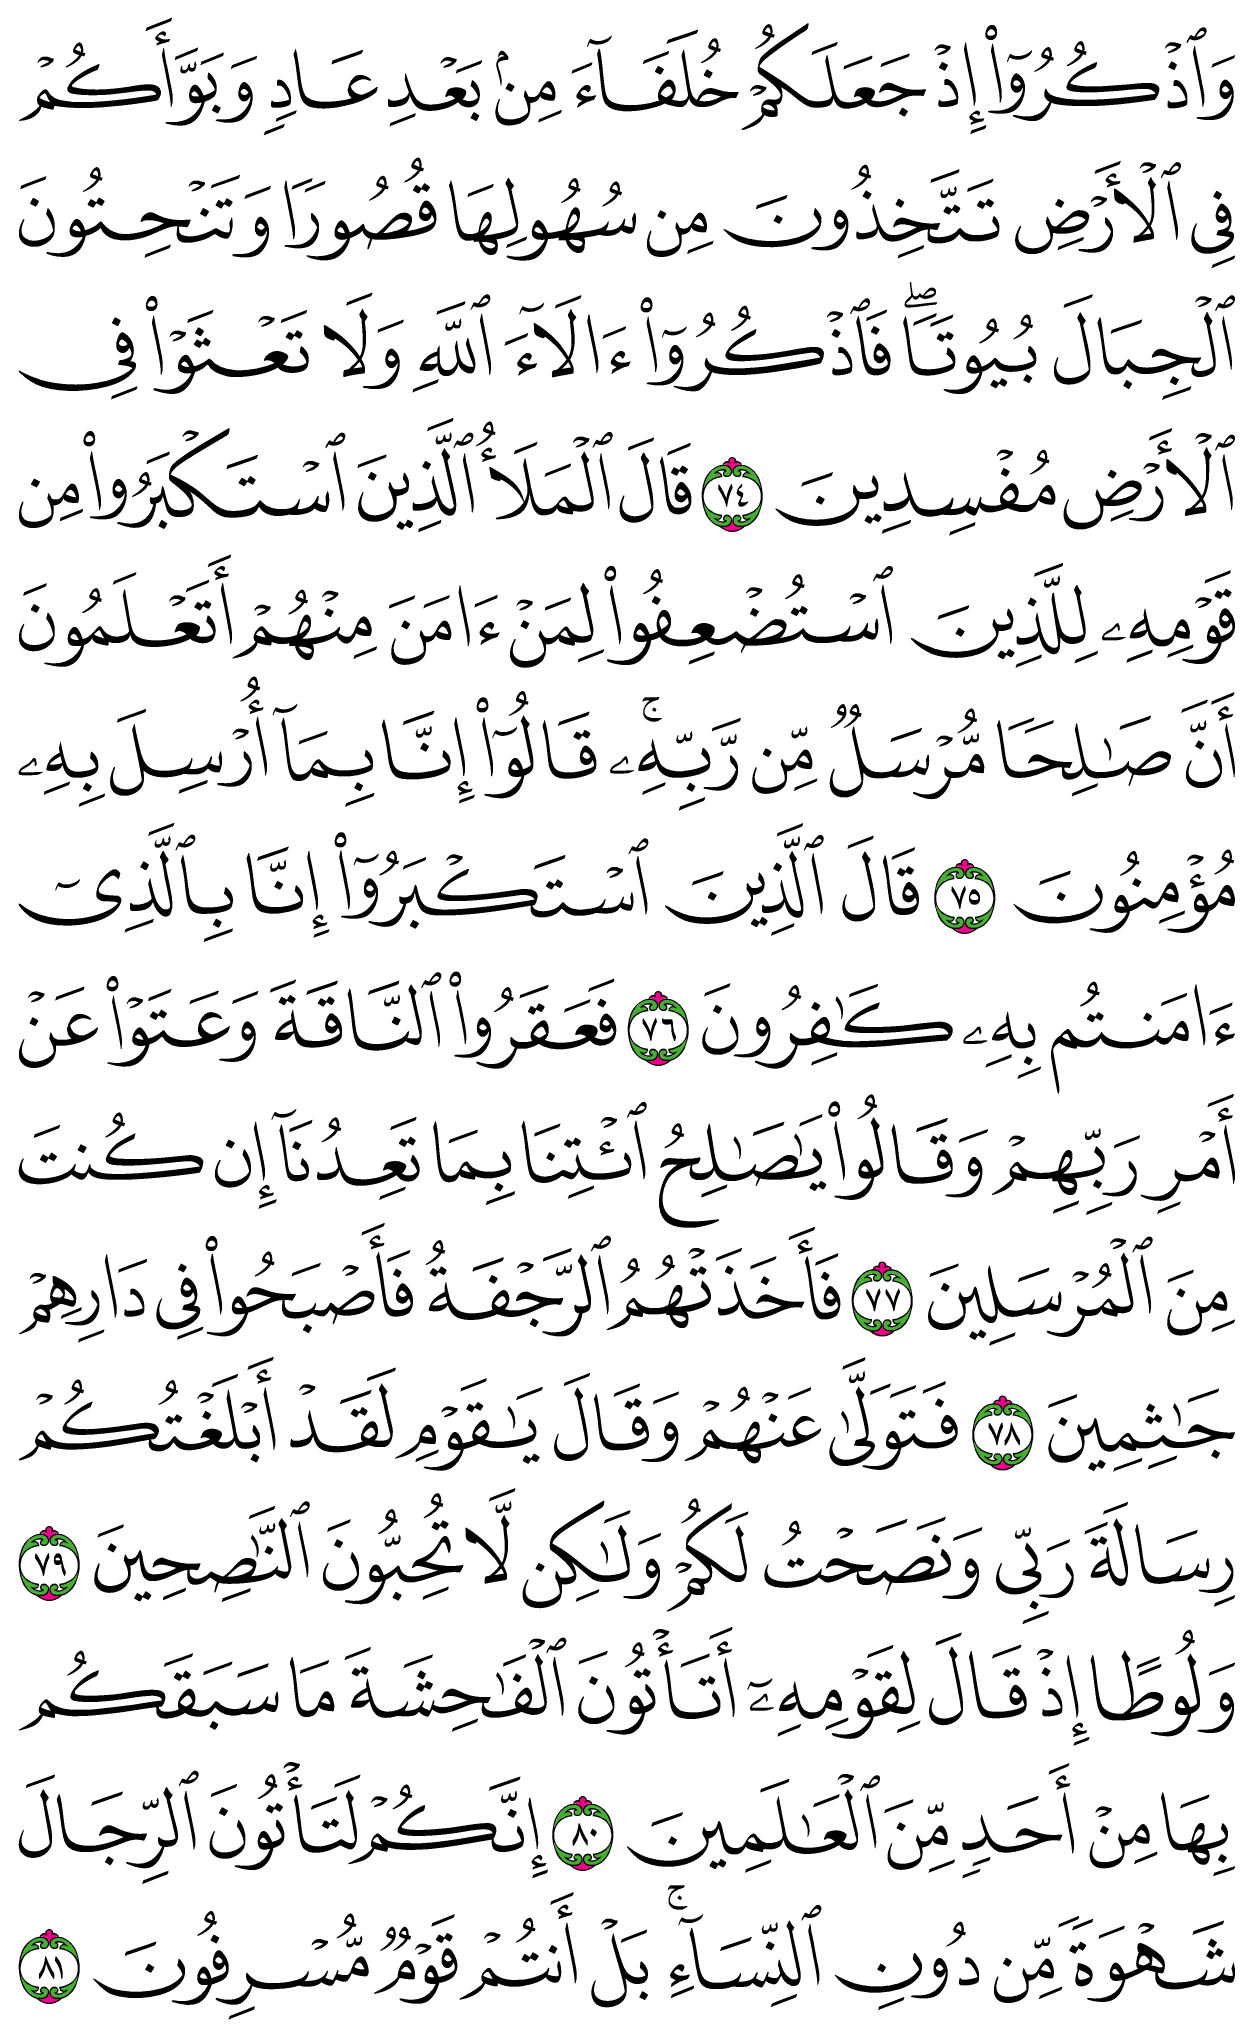 وَٱذْكُرُوٓا۟ إِذْ جَعَلَكُمْ خُلَفَآءَ مِنۢ بَعْدِ عَادٍ وَبَوَّأَكُمْ
فِى ٱلْأَرْضِ تَتَّخِذُونَ مِن سُهُولِهَا قُصُورًا وَتَنْحِتُونَ
ٱلْجِبَالَ بُيُوتًا ۖ فَٱذْكُرُوٓا۟ ءَالَآءَ ٱللَّهِ وَلَا تَعْثَوْا۟ فِى
ٱلْأَرْضِ مُفْسِدِينَ ٧٤ قَالَ ٱلْمَلَأُ ٱلَّذِينَ ٱسْتَكْبَرُوا۟ مِن
قَوْمِهِۦ لِلَّذِينَ ٱسْتُضْعِفُوا۟ لِمَنْ ءَامَنَ مِنْهُمْ أَتَعْلَمُونَ
أَنَّ صَـٰلِحًا مُّرْسَلٌ مِّن رَّبِّهِۦ ۚ قَالُوٓا۟ إِنَّا بِمَآ أُرْسِلَ بِهِۦ
مُؤْمِنُونَ ٧٥ قَالَ ٱلَّذِينَ ٱسْتَكْبَرُوٓا۟ إِنَّا بِٱلَّذِىٓ
ءَامَنتُم بِهِۦ كَـٰفِرُونَ ٧٦ فَعَقَرُوا۟ ٱلنَّاقَةَ وَعَتَوْا۟ عَنْ
أَمْرِ رَبِّهِمْ وَقَالُوا۟ يَـٰصَـٰلِحُ ٱئْتِنَا بِمَا تَعِدُنَآ إِن كُنتَ
مِنَ ٱلْمُرْسَلِينَ ٧٧ فَأَخَذَتْهُمُ ٱلرَّجْفَةُ فَأَصْبَحُوا۟ فِى دَارِهِمْ
جَـٰثِمِينَ ٧٨ فَتَوَلَّىٰ عَنْهُمْ وَقَالَ يَـٰقَوْمِ لَقَدْ أَبْلَغْتُكُمْ
رِسَالَةَ رَبِّى وَنَصَحْتُ لَكُمْ وَلَـٰكِن لَّا تُحِبُّونَ ٱلنَّـٰصِحِينَ ٧٩
وَلُوطًا إِذْ قَالَ لِقَوْمِهِۦٓ أَتَأْتُونَ ٱلْفَـٰحِشَةَ مَا سَبَقَكُم
بِهَا مِنْ أَحَدٍ مِّنَ ٱلْعَـٰلَمِينَ ٨٠ إِنَّكُمْ لَتَأْتُونَ ٱلرِّجَالَ
شَهْوَةً مِّن دُونِ ٱلنِّسَآءِ ۚ بَلْ أَنتُمْ قَوْمٌ مُّسْرِفُونَ ٨١